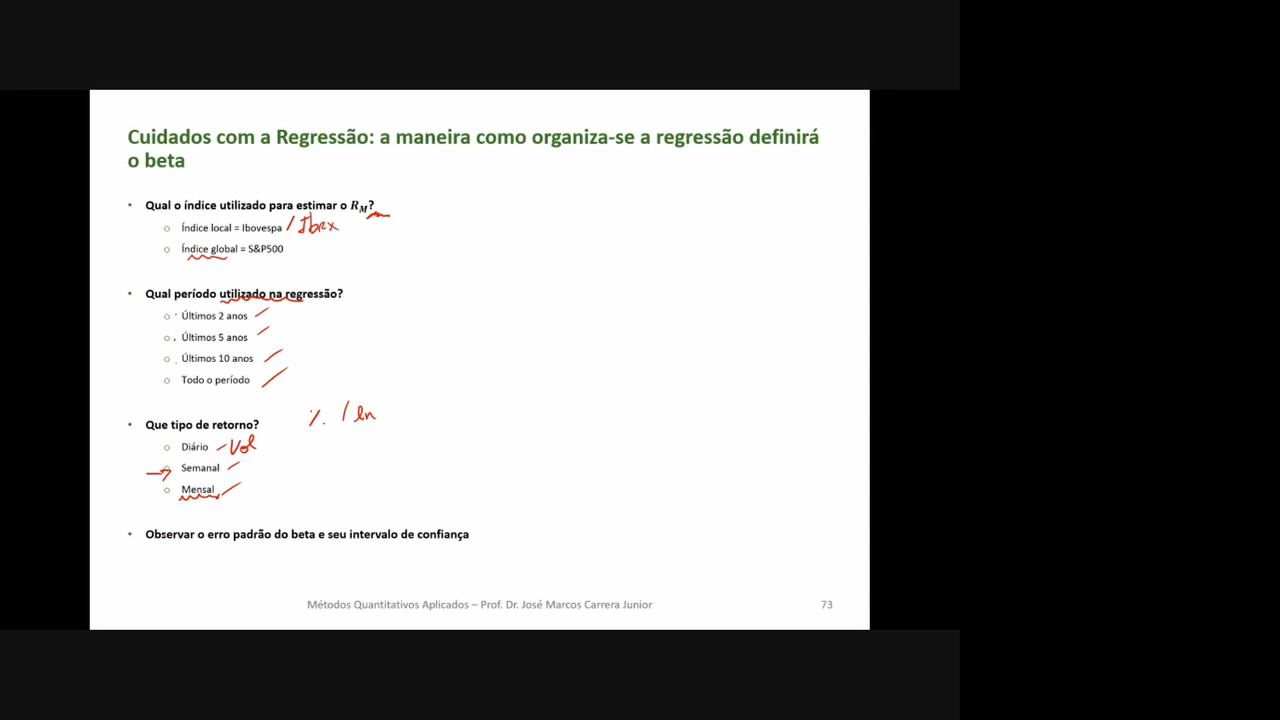 Cuidados com a Regressão: a maneira como organiza-se a regressão definirá
o beta
• Qual o índice utilizado para estimar o R_M?
○ Índice local = Ibovespa / Ibrx
○ Índice global = S&P500
• Qual período utilizado na regressão?
○ Últimos 2 anos
○ Últimos 5 anos
○ Últimos 10 anos
○ Todo o período
• Que tipo de retorno? % / ln
○ Diário - Vol
○ Semanal
○ Mensal
• Observar o erro padrão do beta e seu intervalo de confiança
Métodos Quantitativos Aplicados – Prof. Dr. José Marcos Carrera Junior 73